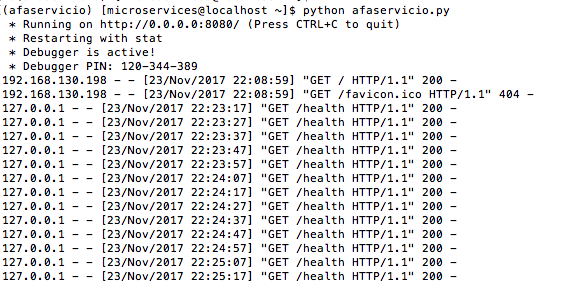 (afaservicio) [microservices@localhost ~]$ python afaservicio.py
 * Running on http://0.0.0.0:8080/ (Press CTRL+C to quit)
 * Restarting with stat
 * Debugger is active!
 * Debugger PIN: 120-344-389
192.168.130.198 - - [23/Nov/2017 22:08:59] "GET / HTTP/1.1" 200 -
192.168.130.198 - - [23/Nov/2017 22:08:59] "GET /favicon.ico HTTP/1.1" 404 -
127.0.0.1 - - [23/Nov/2017 22:23:17] "GET /health HTTP/1.1" 200 -
127.0.0.1 - - [23/Nov/2017 22:23:27] "GET /health HTTP/1.1" 200 -
127.0.0.1 - - [23/Nov/2017 22:23:37] "GET /health HTTP/1.1" 200 -
127.0.0.1 - - [23/Nov/2017 22:23:47] "GET /health HTTP/1.1" 200 -
127.0.0.1 - - [23/Nov/2017 22:23:57] "GET /health HTTP/1.1" 200 -
127.0.0.1 - - [23/Nov/2017 22:24:07] "GET /health HTTP/1.1" 200 -
127.0.0.1 - - [23/Nov/2017 22:24:17] "GET /health HTTP/1.1" 200 -
127.0.0.1 - - [23/Nov/2017 22:24:27] "GET /health HTTP/1.1" 200 -
127.0.0.1 - - [23/Nov/2017 22:24:37] "GET /health HTTP/1.1" 200 -
127.0.0.1 - - [23/Nov/2017 22:24:47] "GET /health HTTP/1.1" 200 -
127.0.0.1 - - [23/Nov/2017 22:24:57] "GET /health HTTP/1.1" 200 -
127.0.0.1 - - [23/Nov/2017 22:25:07] "GET /health HTTP/1.1" 200 -
127.0.0.1 - - [23/Nov/2017 22:25:17] "GET /health HTTP/1.1" 200 -